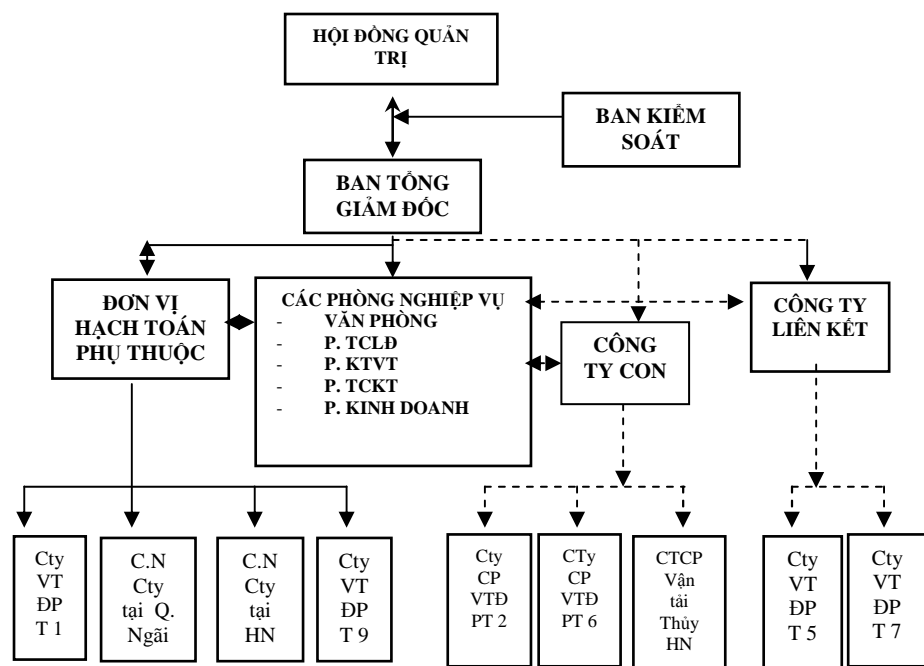 HỘI ĐỒNG QUẢN
TRỊ
BAN KIỂM
SOÁT
BAN TỔNG
GIẢM ĐỐC
ĐƠN VỊ
HẠCH TOÁN
PHỤ THUỘC
CÁC PHÒNG NGHIỆP VỤ
- VĂN PHÒNG
- P. TCLĐ
- P. KTVT
- P. TCKT
- P. KINH DOANH
CÔNG
TY CON
CÔNG TY
LIÊN KẾT
Cty
VT
ĐP
T 1
C.N
Cty
tại Q.
Ngãi
C.N
Cty
tại
HN
Cty
VT
ĐP
T 9
Cty
CP
VTĐ
PT 2
CTy
CP
VTĐ
PT 6
CTCP
Vận
tải
Thủy
HN
Cty
VT
ĐP
T 5
Cty
VT
ĐP
T 7